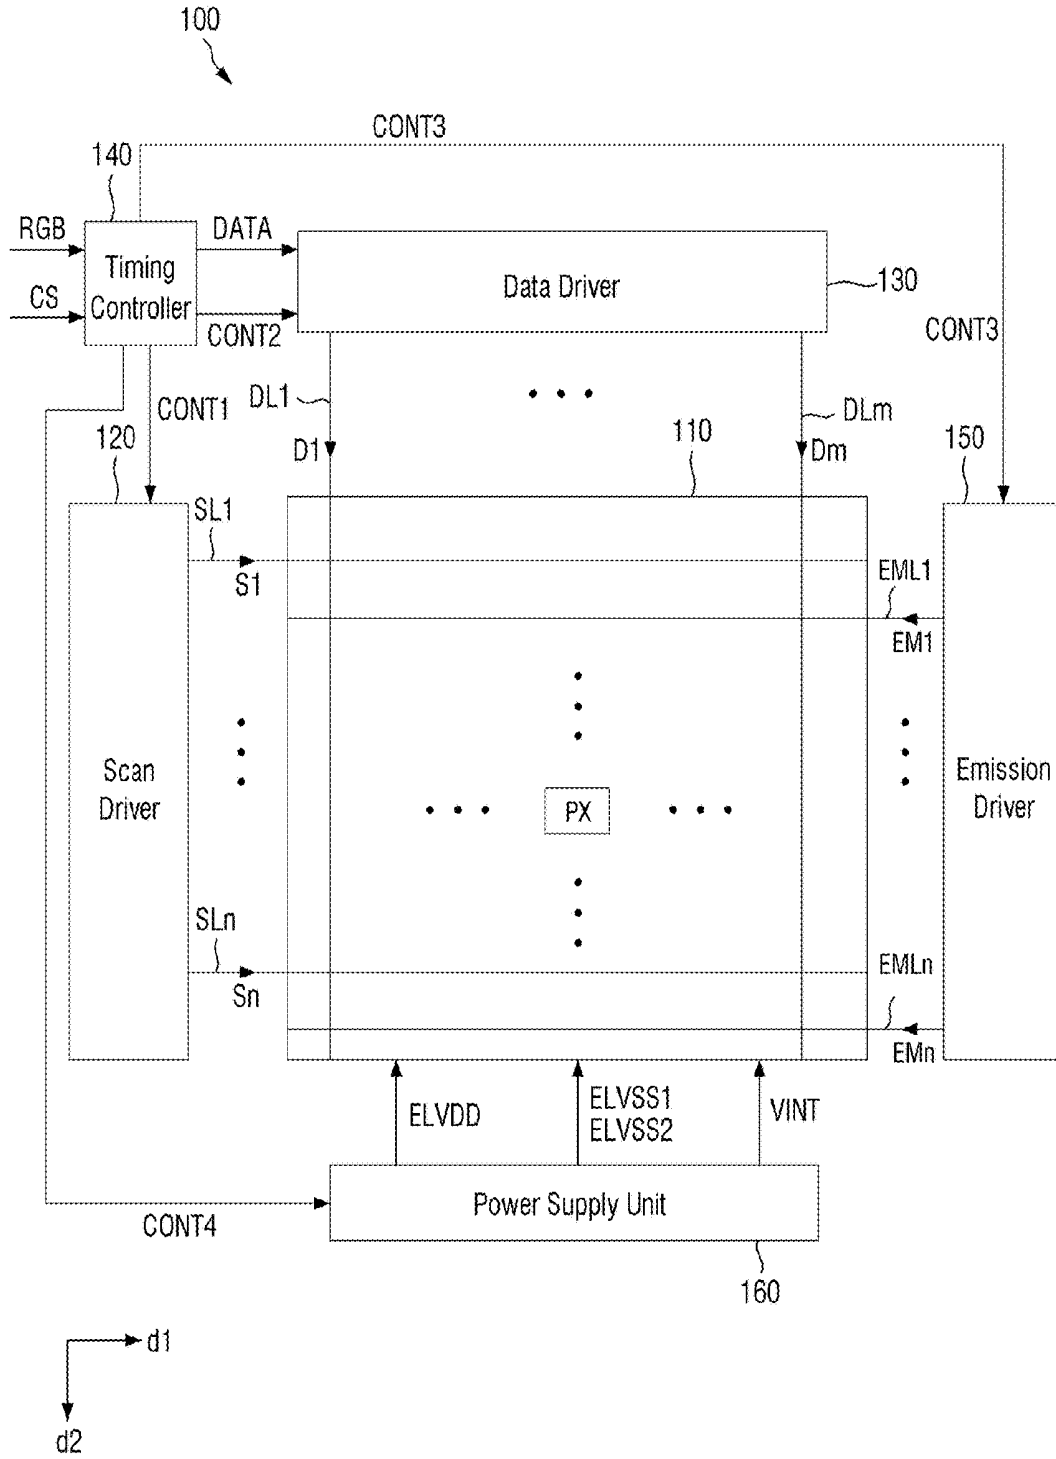 100
CONT3
140
RGB
DATA
Timing
Controller
CS
CONT2
Data Driver
130
CONT3
CONT1
DL1
DLm
D1
Dm
120
110
150
SL1
S1
EML1
EM1
Scan
Driver
PX
Emission
Driver
SLn
Sn
EMLn
EMn
ELVDD
ELVSS1
ELVSS2
VINT
Power Supply Unit
CONT4
160
d1
d2